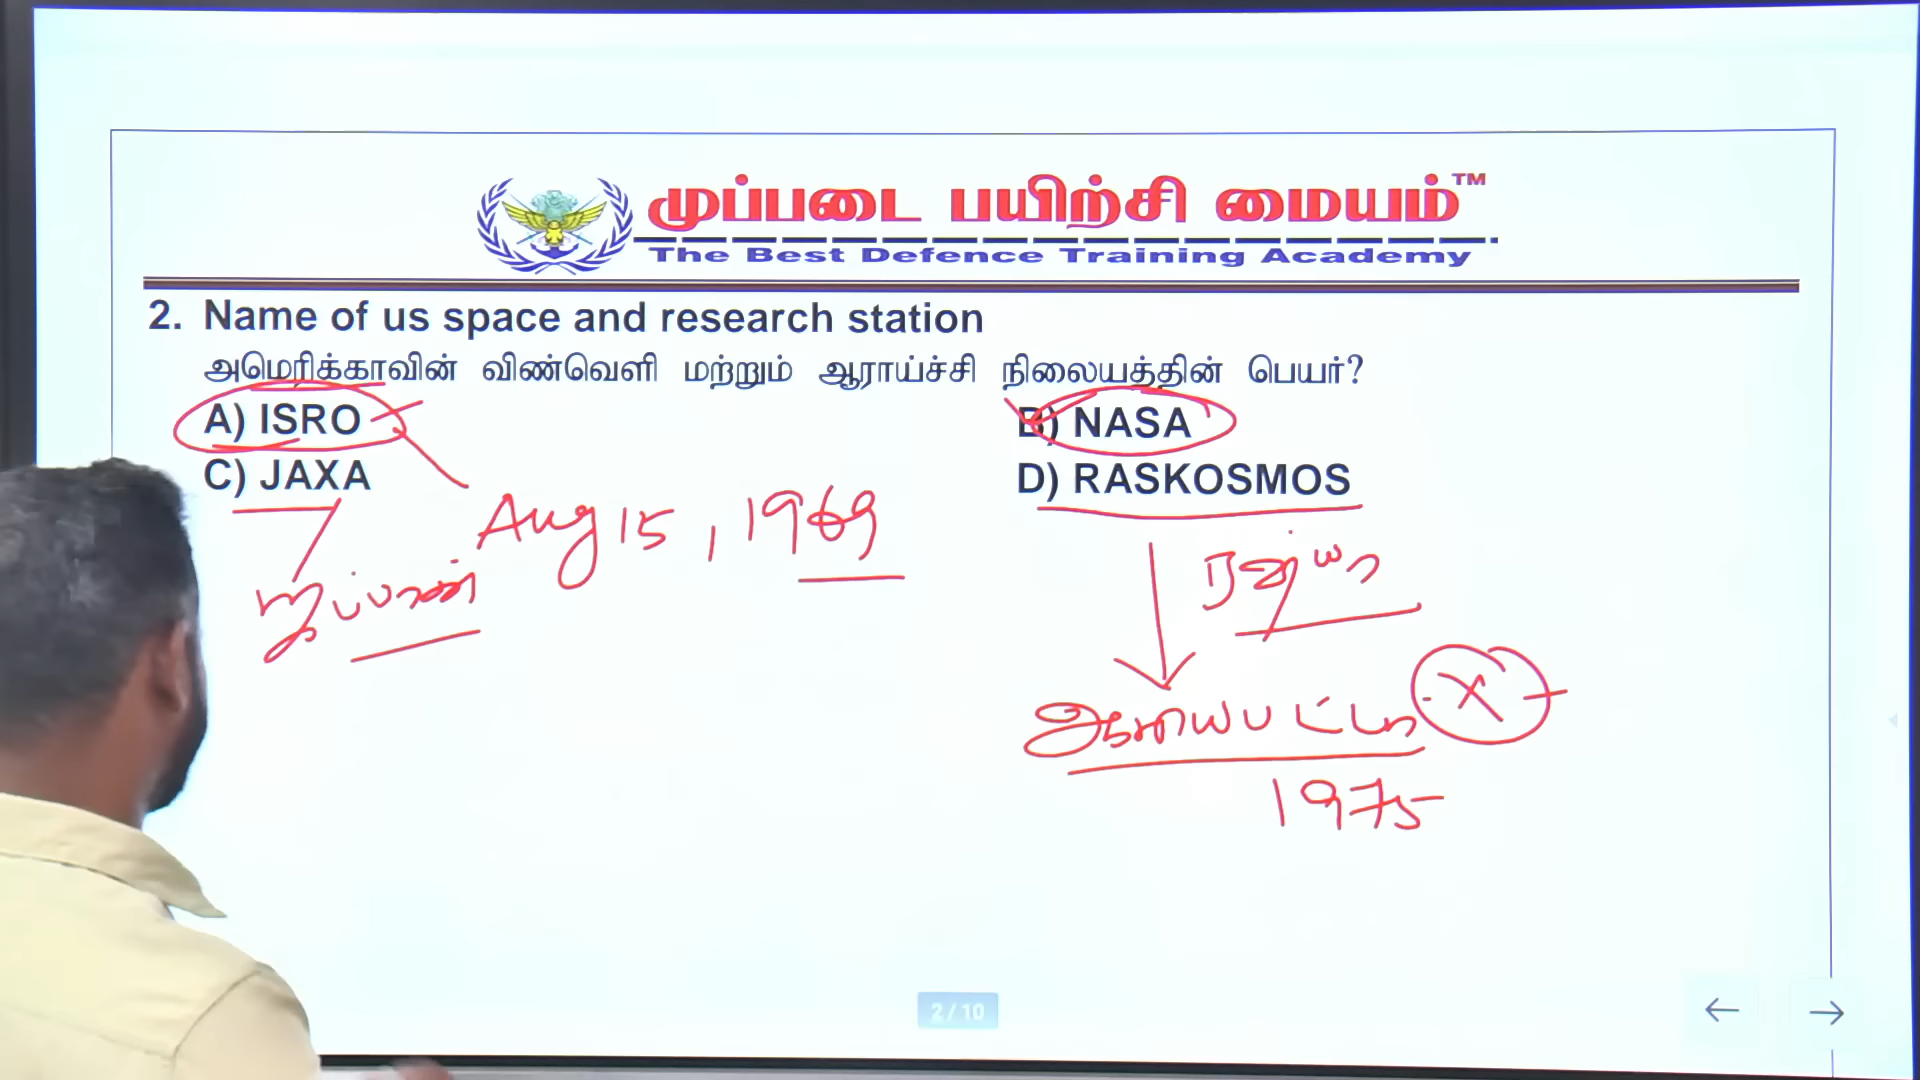 முப்படை பயிற்சி மையம்™
The Best Defence Training Academy
2. Name of us space and research station
அமெரிக்காவின் விண்வெளி மற்றும் ஆராய்ச்சி நிலையத்தின் பெயர்?
A) ISRO
B) NASA
C) JAXA
D) RASKOSMOS
Aug 15, 1969
ஜப்பான்
ரஷ்யா
X
1975
2 / 10